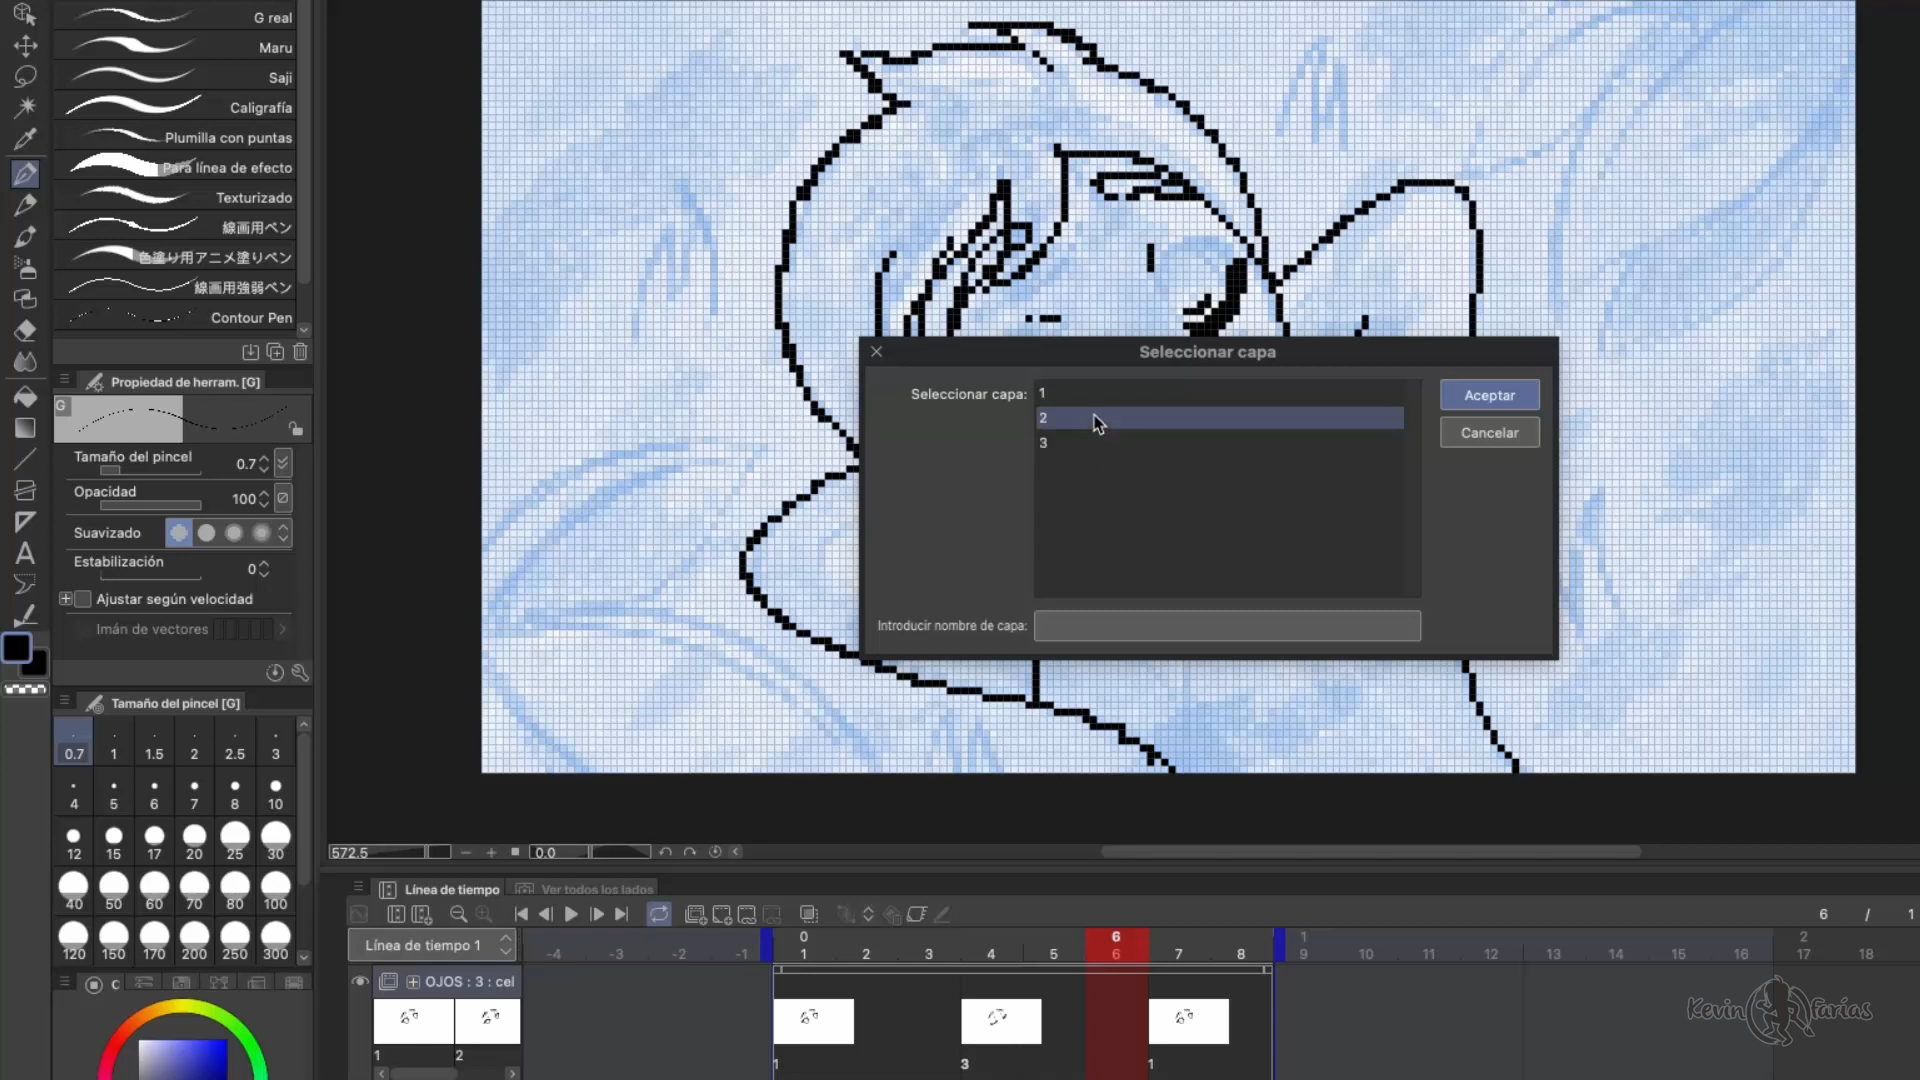 G real
Maru
Saji
Caligrafía
Plumilla con puntas
Para línea de efecto
Texturizado
線画用ペン
色塗り用アニメ塗りペン
線画用強弱ペン
Contour Pen
Propiedad de herram. [G]
G
Tamaño del pincel 0.7
Opacidad 100
Suavizado
Estabilización 0
Ajustar según velocidad
Imán de vectores
Tamaño del pincel [G]
0.7 1 1.5 2 2.5 3
4 5 6 7 8 10
12 15 17 20 25 30
40 50 60 70 80 100
120 150 170 200 250 300
C
Seleccionar capa
Seleccionar capa: 1
2
3
Aceptar
Cancelar
Introducir nombre de capa:
572.5 0.0
Línea de tiempo Ver todos los lados
6 / 1
Línea de tiempo 1
0 6 1 2
-4 -3 -2 -1 1 2 3 4 5 6 7 8 9 10 11 12 13 14 15 16 17 18
OJOS : 3 : cel
1 2 1 3 1
Kevin Farías